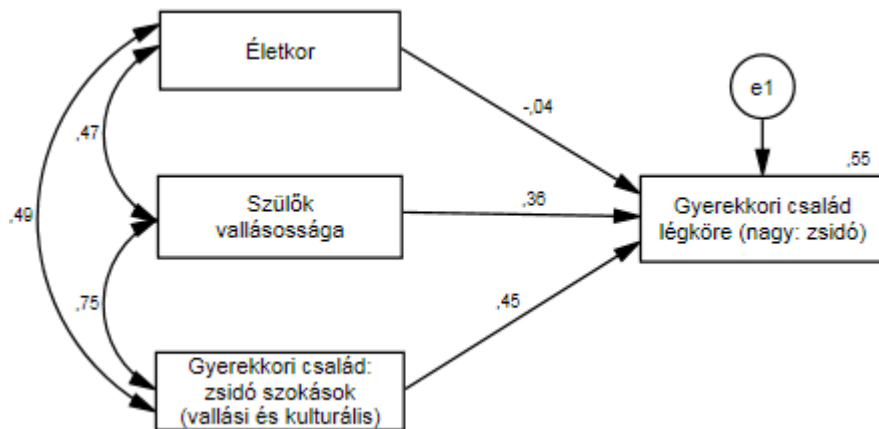 Életkor
e1
-,04
,55
,47
Szülők
vallásossága
,36
Gyerekkori család
légköre (nagy: zsidó)
,49
,75
,45
Gyerekkori család:
zsidó szokások
(vallási és kulturális)